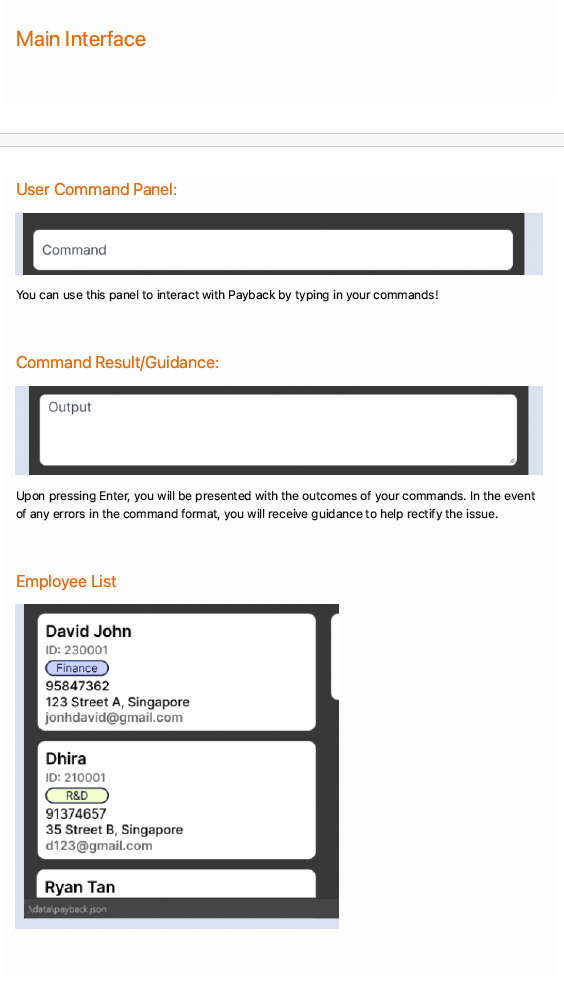 Main Interface
User Command Panel:
Command
You can use this panel to interact with Payback by typing in your commands!
Command Result/Guidance:
Output
Upon pressing Enter, you will be presented with the outcomes of your commands. In the event
of any errors in the command format, you will receive guidance to help rectify the issue.
Employee List
David John
ID: 230001
Finance
95847362
123 Street A, Singapore
jonhdavid@gmail.com
Dhira
ID: 210001
R&D
91374657
35 Street B, Singapore
d123@gmail.com
Ryan Tan
\data\payback.json